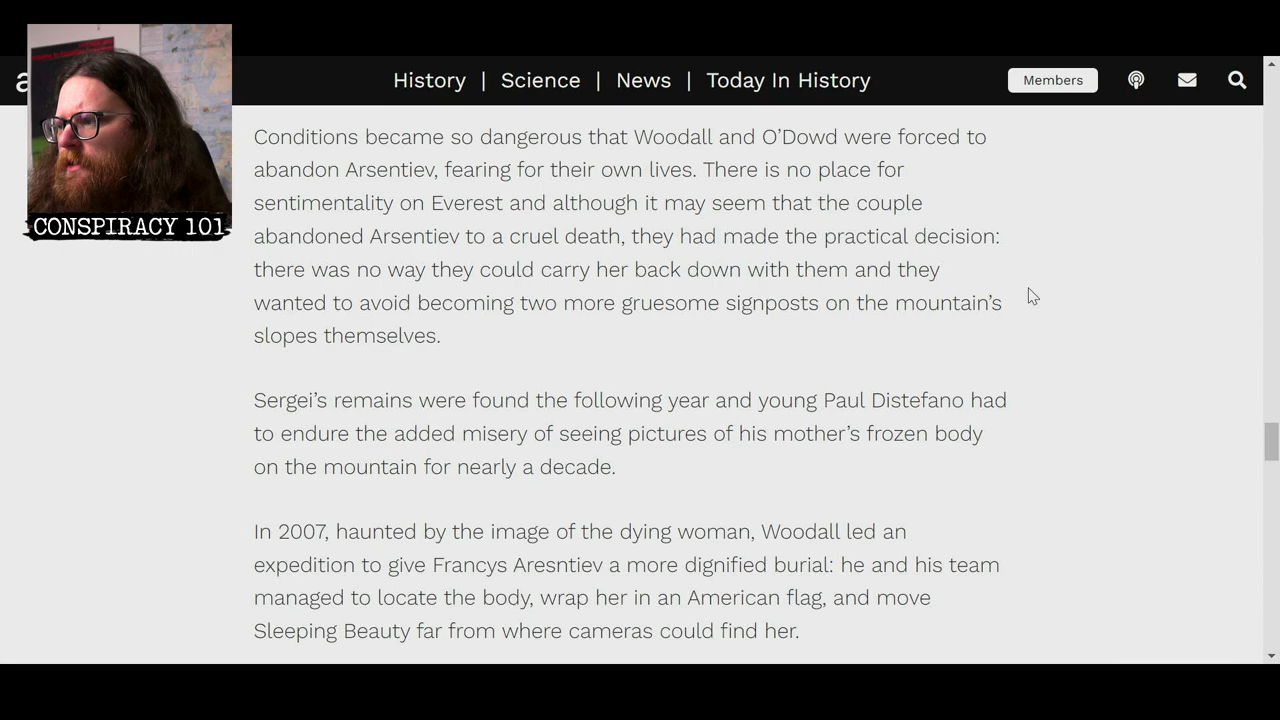 History | Science | News | Today In History
Members
CONSPIRACY 101
Conditions became so dangerous that Woodall and O’Dowd were forced to
abandon Arsentiev, fearing for their own lives. There is no place for
sentimentality on Everest and although it may seem that the couple
abandoned Arsentiev to a cruel death, they had made the practical decision:
there was no way they could carry her back down with them and they
wanted to avoid becoming two more gruesome signposts on the mountain’s
slopes themselves.
Sergei’s remains were found the following year and young Paul Distefano had
to endure the added misery of seeing pictures of his mother’s frozen body
on the mountain for nearly a decade.
In 2007, haunted by the image of the dying woman, Woodall led an
expedition to give Francys Aresntiev a more dignified burial: he and his team
managed to locate the body, wrap her in an American flag, and move
Sleeping Beauty far from where cameras could find her.